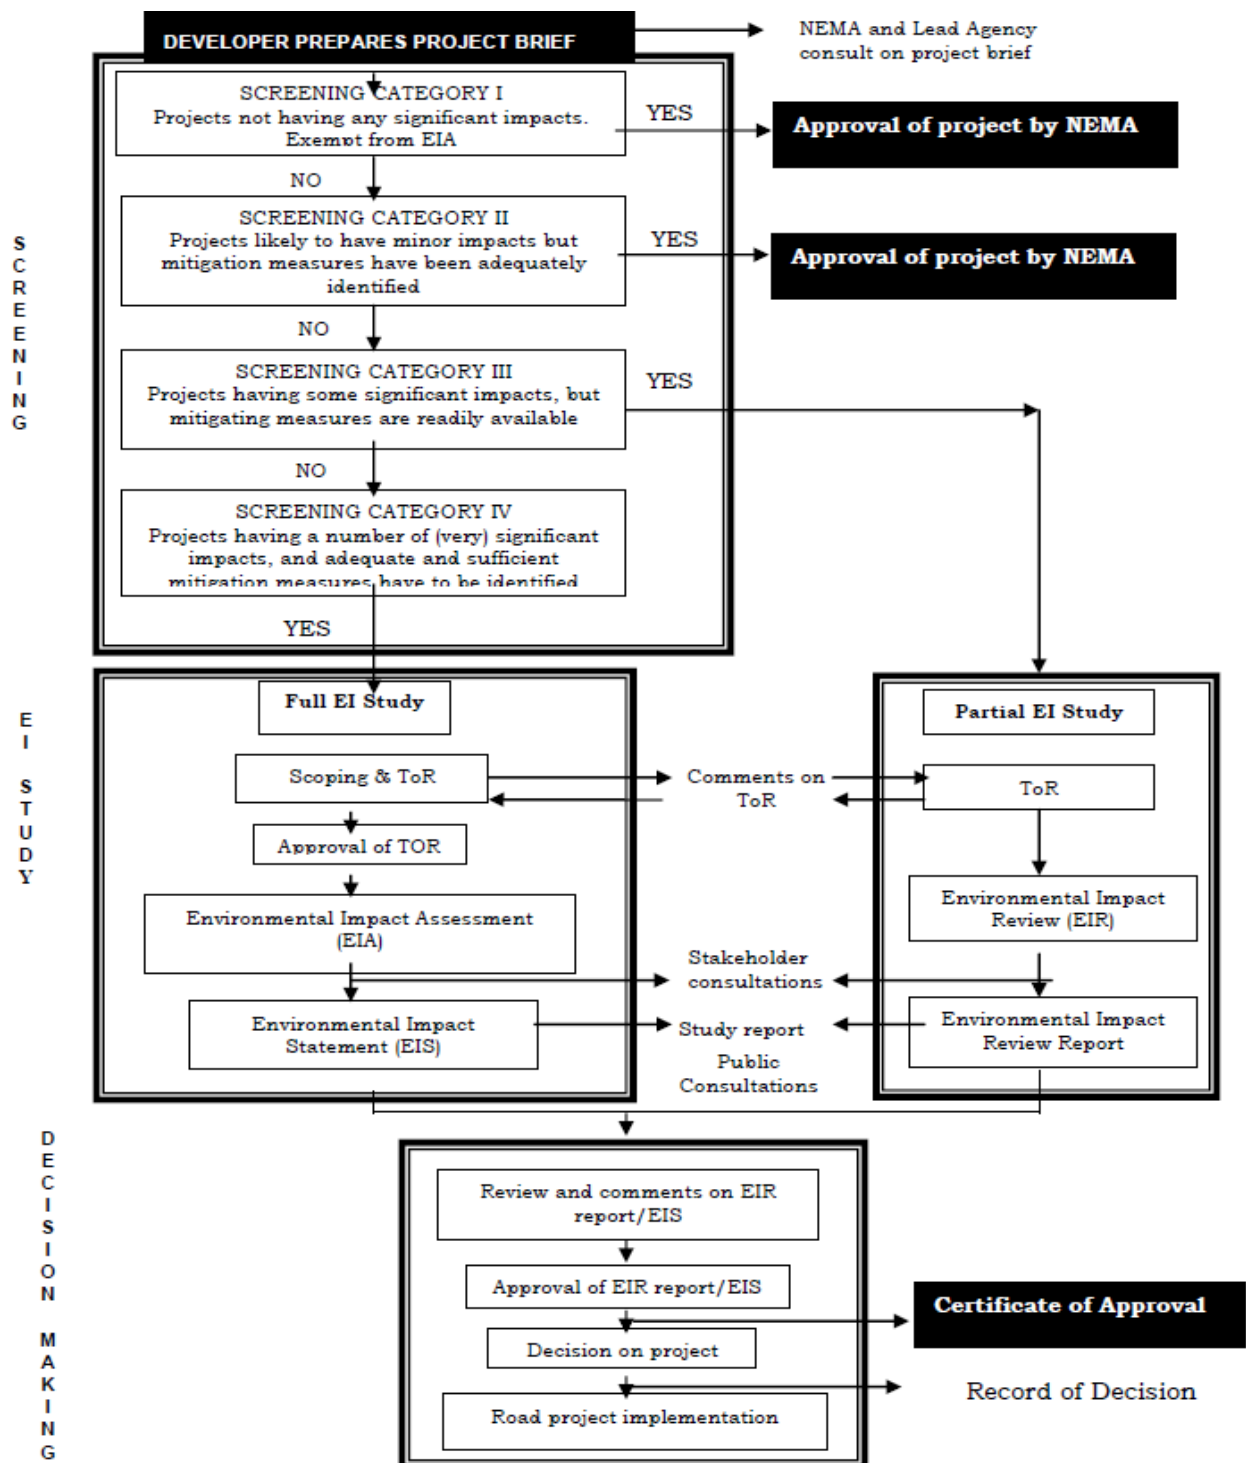 DEVELOPER PREPARES PROJECT BRIEF
NEMA and Lead Agency
consult on project brief
SCREENING
SCREENING CATEGORY I
Projects not having any significant impacts.
Exempt from EIA
YES
Approval of project by NEMA
NO
SCREENING CATEGORY II
Projects likely to have minor impacts but
mitigation measures have been adequately
identified
YES
Approval of project by NEMA
NO
SCREENING CATEGORY III
Projects having some significant impacts, but
mitigating measures are readily available
YES
NO
SCREENING CATEGORY IV
Projects having a number of (very) significant
impacts, and adequate and sufficient
mitigation measures have to be identified
YES
EI STUDY
Full EI Study
Scoping & ToR
Approval of TOR
Environmental Impact Assessment
(EIA)
Environmental Impact
Statement (EIS)
Comments on
ToR
Stakeholder
consultations
Study report
Public
Consultations
Partial EI Study
ToR
Environmental Impact
Review (EIR)
Environmental Impact
Review Report
DECISION MAKING
Review and comments on EIR
report/EIS
Approval of EIR report/EIS
Certificate of Approval
Decision on project
Record of Decision
Road project implementation